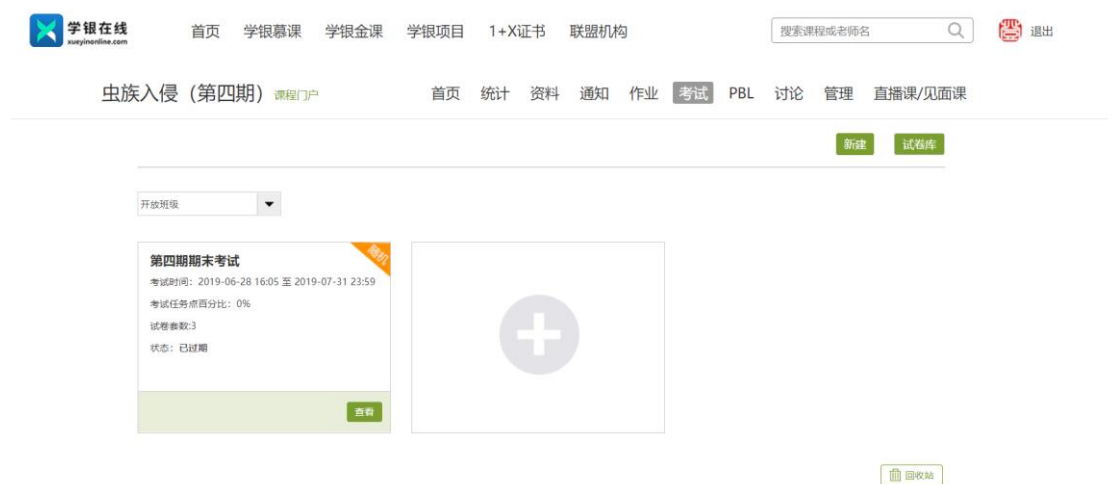 学银在线
xueyinonline.com
首页 学银慕课 学银金课 学银项目 1+X证书 联盟机构
搜索课程或老师名
退出
虫族入侵（第四期） 课程门户
首页 统计 资料 通知 作业 考试 PBL 讨论 管理 直播课/见面课
新建 试卷库
开放班级
随机
第四期期末考试
考试时间：2019-06-28 16:05 至 2019-07-31 23:59
考试任务点百分比：0%
试卷套数:3
状态：已过期
查看
回收站